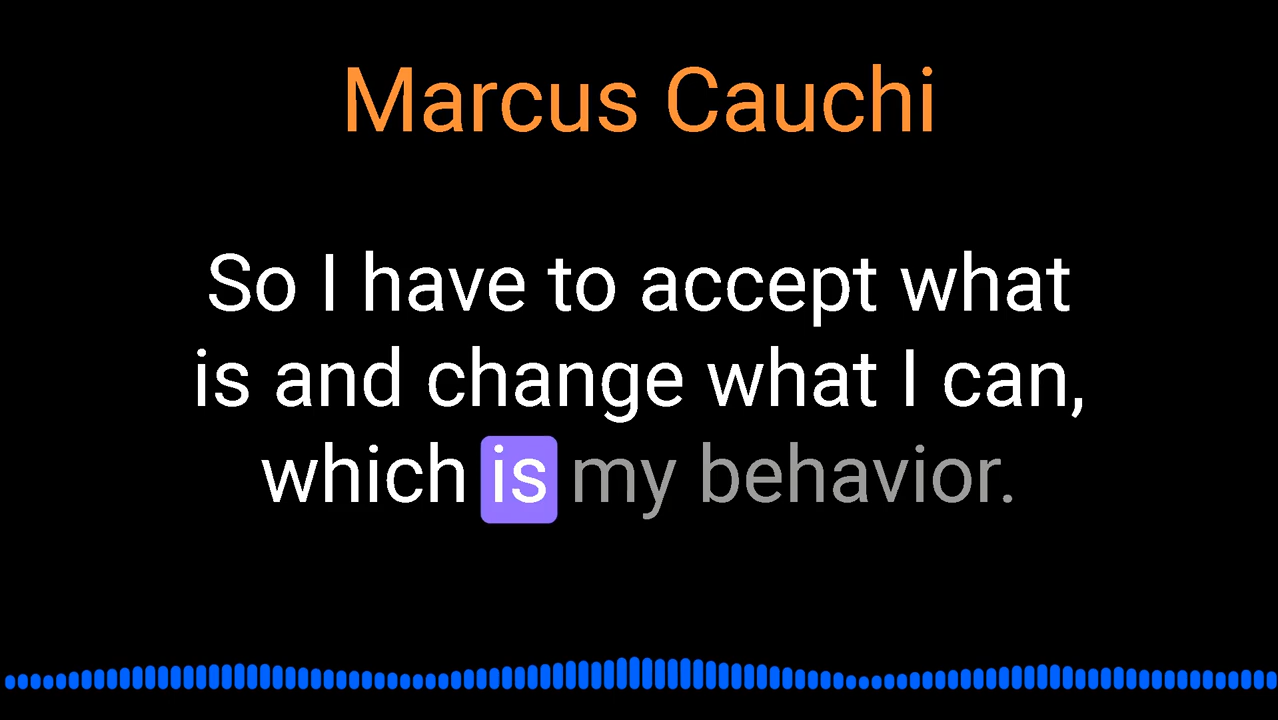 Marcus Cauchi
So I have to accept what
is and change what I can,
which is my behavior.